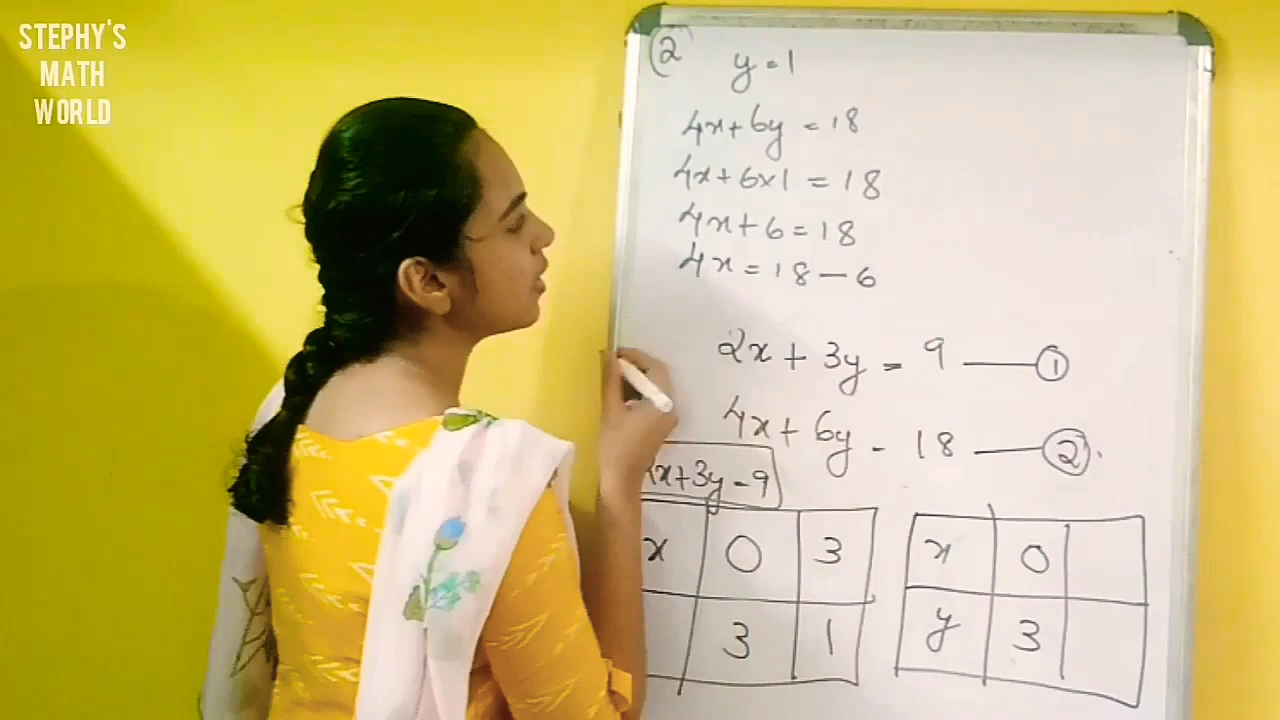 STEPHY'S
MATH
WORLD
② y = 1
4x + 6y = 18
4x + 6×1 = 18
4x + 6 = 18
4x = 18 – 6
2x + 3y = 9 — ①
4x + 6y - 18 — ②.
x + 3y - 9
x 0 3
3 1
x 0
y 3